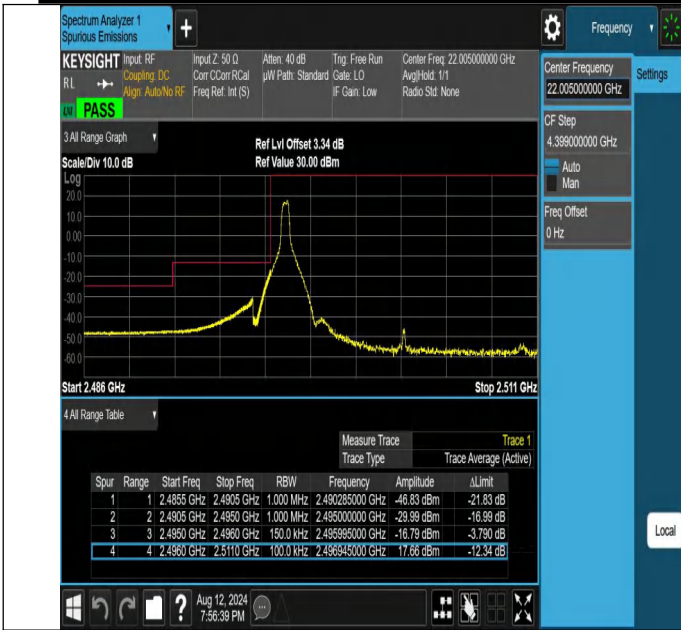 Spectrum Analyzer 1
Spurious Emissions
+
Frequency
KEYSIGHT
RL
PASS
Input: RF
Coupling: DC
Align: Auto/No RF
Input Z: 50 Ω
Corr CCorr RCal
Freq Ref: Int (S)
Atten: 40 dB
µW Path: Standard
Trig: Free Run
Gate: LO
IF Gain: Low
Center Freq: 22.005000000 GHz
Avg|Hold: 1/1
Radio Std: None
Center Frequency
22.005000000 GHz
Settings
CF Step
4.399000000 GHz
Auto
Man
Freq Offset
0 Hz
3 All Range Graph
Scale/Div 10.0 dB
Ref Lvl Offset 3.34 dB
Ref Value 30.00 dBm
Log
20.0
10.0
0.00
-10.0
-20.0
-30.0
-40.0
-50.0
-60.0
Start 2.486 GHz
Stop 2.511 GHz
4 All Range Table
Measure Trace Trace 1
Trace Type Trace Average (Active)
Spur Range Start Freq Stop Freq RBW Frequency Amplitude ΔLimit
1 1 2.4855 GHz 2.4905 GHz 1.000 MHz 2.490285000 GHz -46.83 dBm -21.83 dB
2 2 2.4905 GHz 2.4950 GHz 1.000 MHz 2.495000000 GHz -29.99 dBm -16.99 dB
3 3 2.4950 GHz 2.4960 GHz 150.0 kHz 2.495995000 GHz -16.79 dBm -3.790 dB
4 4 2.4960 GHz 2.5110 GHz 100.0 kHz 2.496945000 GHz 17.66 dBm -12.34 dB
Local
?
Aug 12, 2024
7:56:39 PM